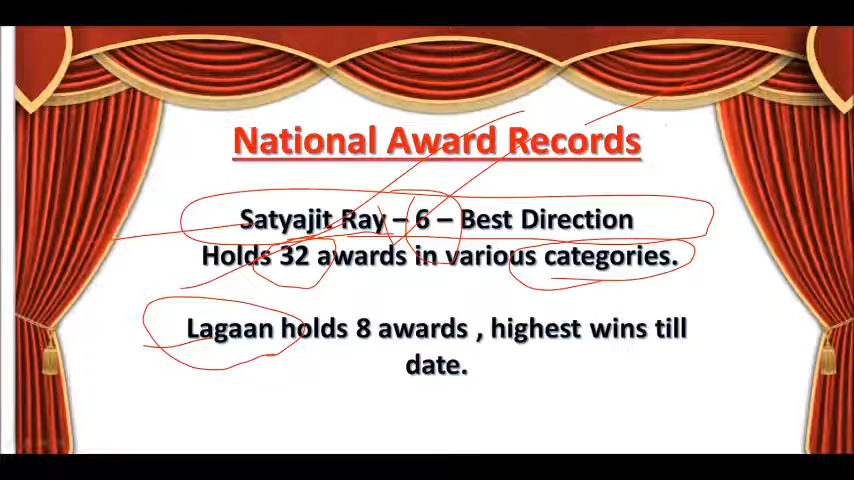 National Award Records
Satyajit Ray – 6 – Best Direction
Holds 32 awards in various categories.
Lagaan holds 8 awards , highest wins till
date.